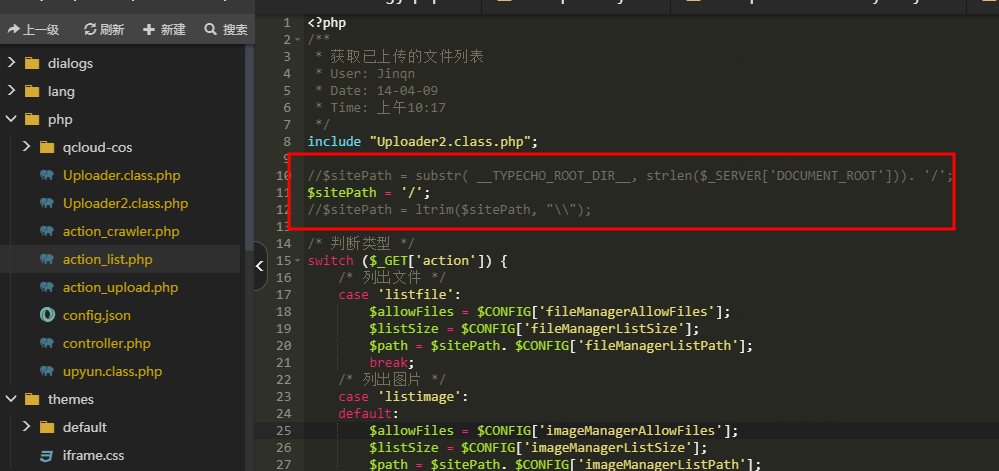 上一级 刷新 新建 搜索
dialogs
lang
php
qcloud-cos
Uploader.class.php
Uploader2.class.php
action_crawler.php
action_list.php
action_upload.php
config.json
controller.php
upyun.class.php
themes
default
iframe.css
1 <?php
2 /**
3 * 获取已上传的文件列表
4 * User: Jinqn
5 * Date: 14-04-09
6 * Time: 上午10:17
7 */
8 include "Uploader2.class.php";
9
10 //$sitePath = substr( __TYPECHO_ROOT_DIR__, strlen($_SERVER['DOCUMENT_ROOT'])). '/';
11 $sitePath = '/';
12 //$sitePath = ltrim($sitePath, "\\");
13
14 /* 判断类型 */
15 switch ($_GET['action']) {
16 /* 列出文件 */
17 case 'listfile':
18 $allowFiles = $CONFIG['fileManagerAllowFiles'];
19 $listSize = $CONFIG['fileManagerListSize'];
20 $path = $sitePath. $CONFIG['fileManagerListPath'];
21 break;
22 /* 列出图片 */
23 case 'listimage':
24 default:
25 $allowFiles = $CONFIG['imageManagerAllowFiles'];
26 $listSize = $CONFIG['imageManagerListSize'];
27 $path = $sitePath. $CONFIG['imageManagerListPath'];